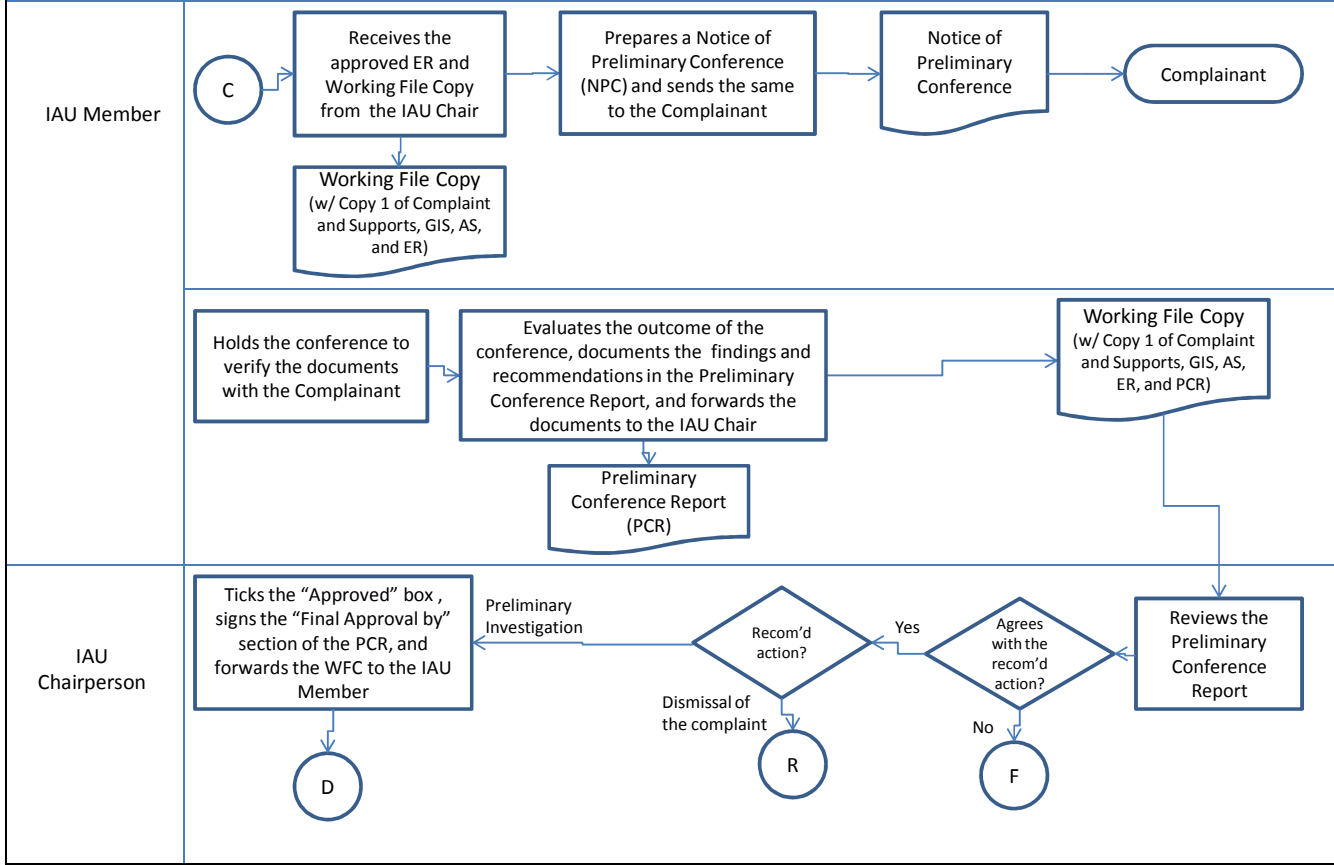 IAU Member
C
Receives the
approved ER and
Working File Copy
from the IAU Chair
Prepares a Notice of
Preliminary Conference
(NPC) and sends the same
to the Complainant
Notice of
Preliminary
Conference
Complainant
Working File Copy
(w/ Copy 1 of Complaint
and Supports, GIS, AS,
and ER)
Holds the conference to
verify the documents
with the Complainant
Evaluates the outcome of the
conference, documents the findings and
recommendations in the Preliminary
Conference Report, and forwards the
documents to the IAU Chair
Working File Copy
(w/ Copy 1 of Complaint
and Supports, GIS, AS,
ER, and PCR)
Preliminary
Conference Report
(PCR)
IAU
Chairperson
Ticks the “Approved” box ,
signs the “Final Approval by”
section of the PCR, and
forwards the WFC to the IAU
Member
Preliminary
Investigation
Recom’d
action?
Yes
Agrees
with the
recom’d
action?
Reviews the
Preliminary
Conference
Report
Dismissal of
the complaint
No
D
R
F